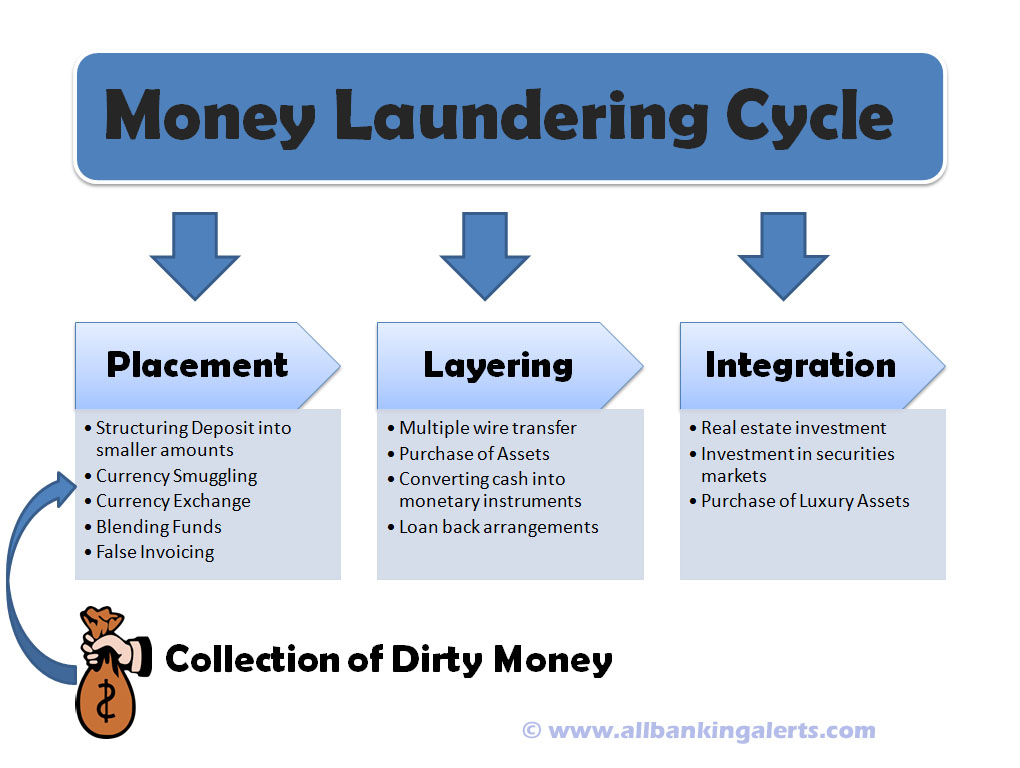 Money Laundering Cycle
Placement
• Structuring Deposit into
smaller amounts
• Currency Smuggling
• Currency Exchange
• Blending Funds
• False Invoicing
Layering
• Multiple wire transfer
• Purchase of Assets
• Converting cash into
monetary instruments
• Loan back arrangements
Integration
• Real estate investment
• Investment in securities
markets
• Purchase of Luxury Assets
$
Collection of Dirty Money
© www.allbankingalerts.com